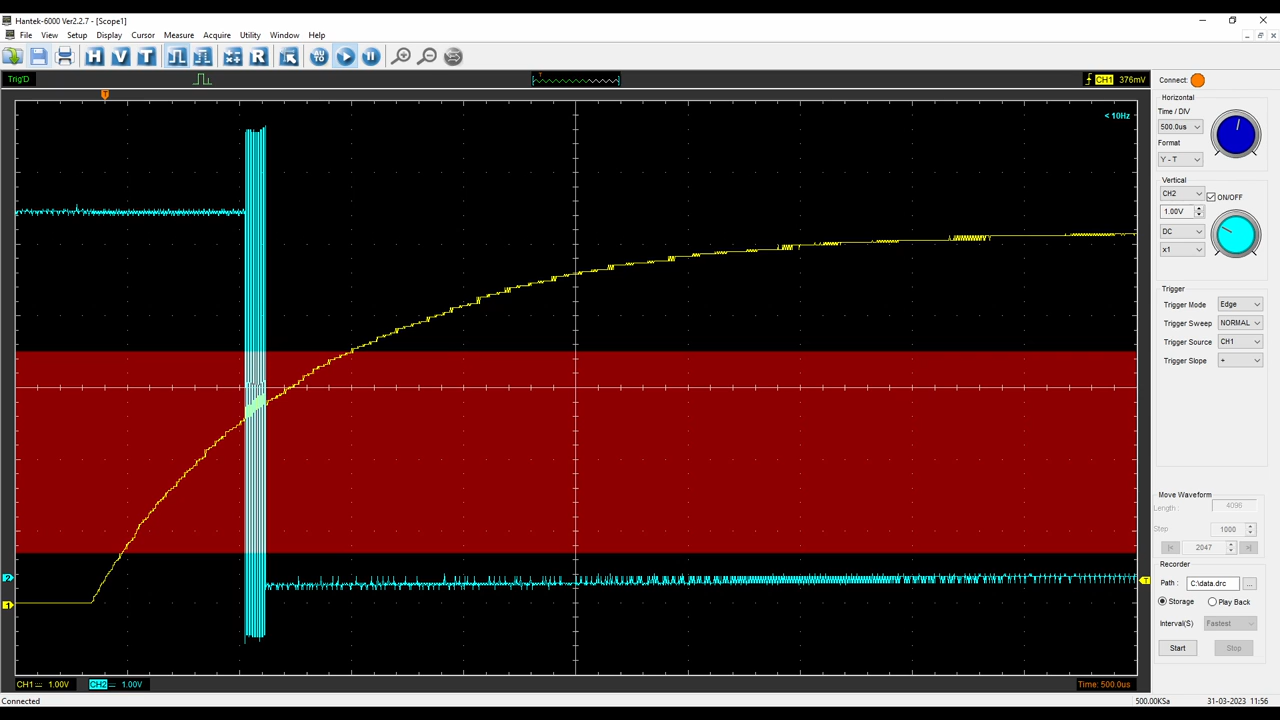 Hantek-6000 Ver2.2.7 - [Scope1]
File View Setup Display Cursor Measure Acquire Utility Window Help
H V T R AUTO
Trig'D T CH1 376mV Connect:
T
< 10Hz
Horizontal
Time / DIV
500.0us
Format
Y - T
Vertical
CH2 ON/OFF
1.00V
DC
x1
Trigger
Trigger Mode Edge
Trigger Sweep NORMAL
Trigger Source CH1
Trigger Slope +
Move Waveform
Length: 4096
Step 1000
2047
Recorder
Path : C:\data.drc ...
Storage Play Back
Interval(S) Fastest
Start Stop
2
1
T
CH1 1.00V CH2 1.00V Time: 500.0us
Connected 500.00KSa 31-03-2023 11:56